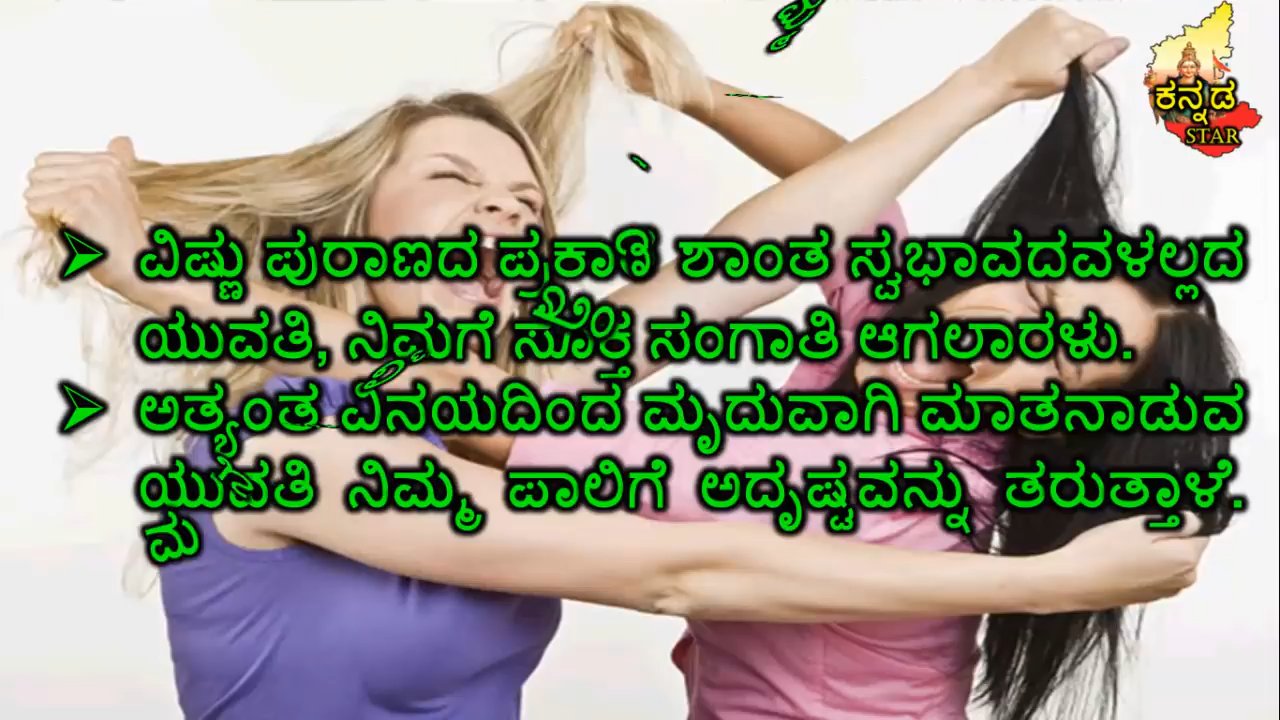 ಕನ್ನಡ
STAR
➢ ವಿಷ್ಣು ಪುರಾಣದ ಪ್ರಕಾರ ಶಾಂತ ಸ್ವಭಾವದವಳಲ್ಲದ
ಯುವತಿ, ನಿಮಗೆ ಸೂಕ್ತ ಸಂಗಾತಿ ಆಗಲಾರಳು.
➢ ಅತ್ಯಂತ ವಿನಯದಿಂದ ಮೃದುವಾಗಿ ಮಾತನಾಡುವ
ಯುವತಿ ನಿಮ್ಮ ಪಾಲಿಗೆ ಅದೃಷ್ಟವನ್ನು ತರುತ್ತಾಳೆ.